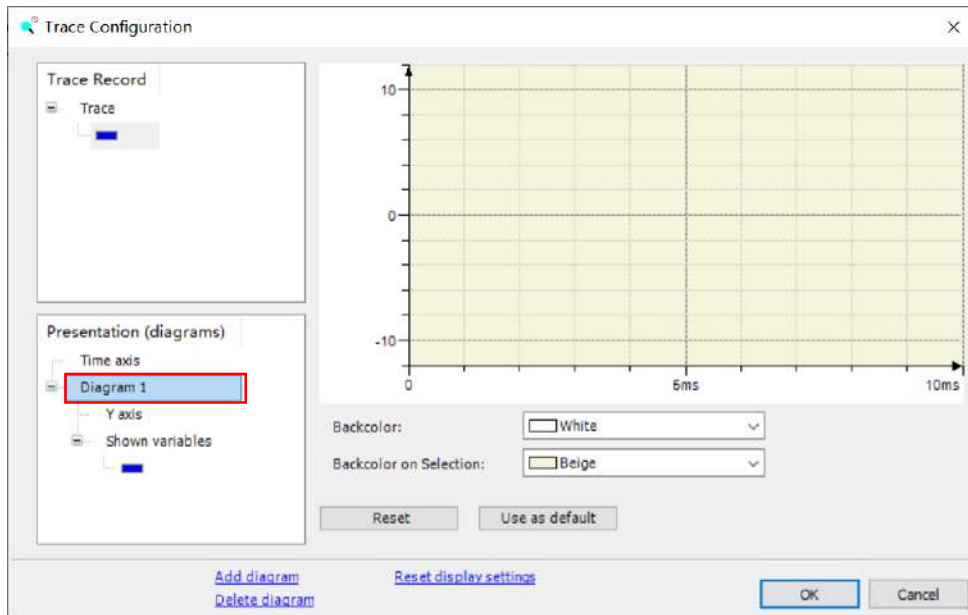 Trace Configuration
Trace Record
Trace
10
0
-10
0
5ms
10ms
Presentation (diagrams)
Time axis
Diagram 1
Y axis
Shown variables
Backcolor:
White
Backcolor on Selection:
Beige
Reset
Use as default
Add diagram
Reset display settings
Delete diagram
OK
Cancel